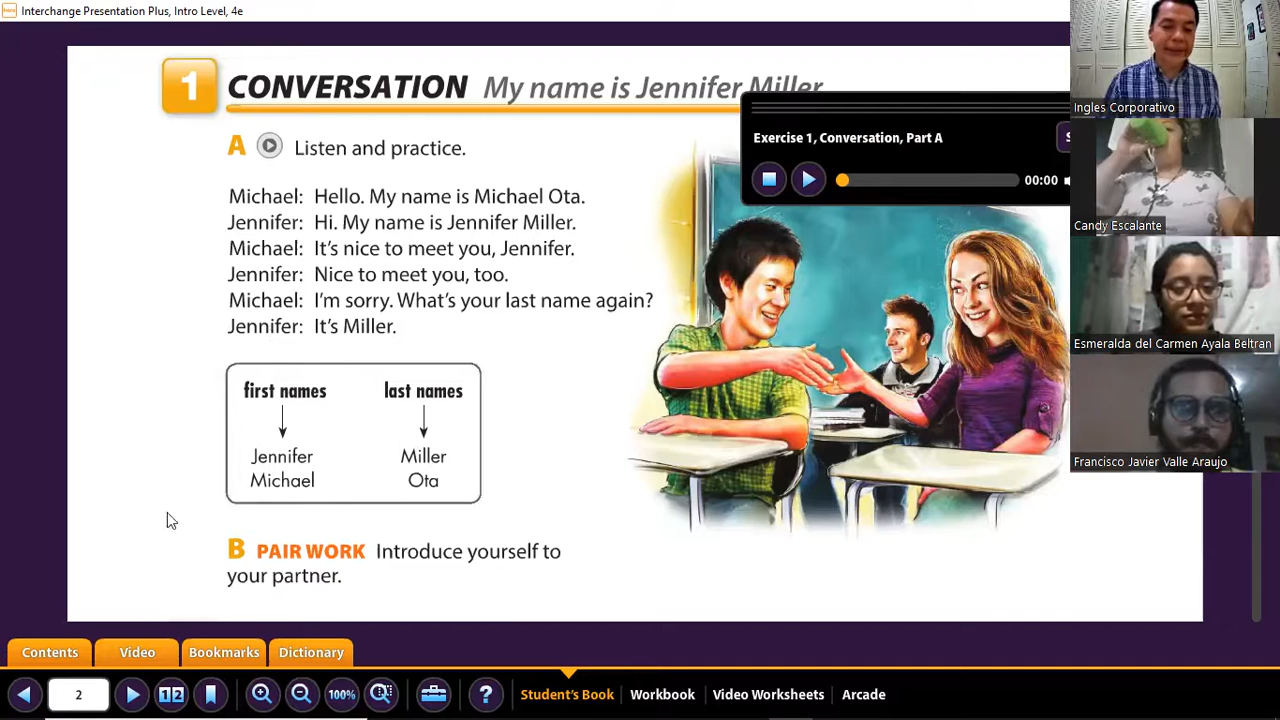 Interchange Presentation Plus, Intro Level, 4e
Ingles Corporativo
1 CONVERSATION My name is Jennifer Miller
Exercise 1, Conversation, Part A
S
00:00
A Listen and practice.
Michael: Hello. My name is Michael Ota.
Jennifer: Hi. My name is Jennifer Miller.
Michael: It's nice to meet you, Jennifer.
Jennifer: Nice to meet you, too.
Michael: I'm sorry. What's your last name again?
Jennifer: It's Miller.
first names last names
Jennifer Miller
Michael Ota
B PAIR WORK Introduce yourself to
your partner.
Candy Escalante
Esmeralda del Carmen Ayala Beltran
Francisco Javier Valle Araujo
Contents Video Bookmarks Dictionary
2 1 2 100% ? Student's Book Workbook Video Worksheets Arcade